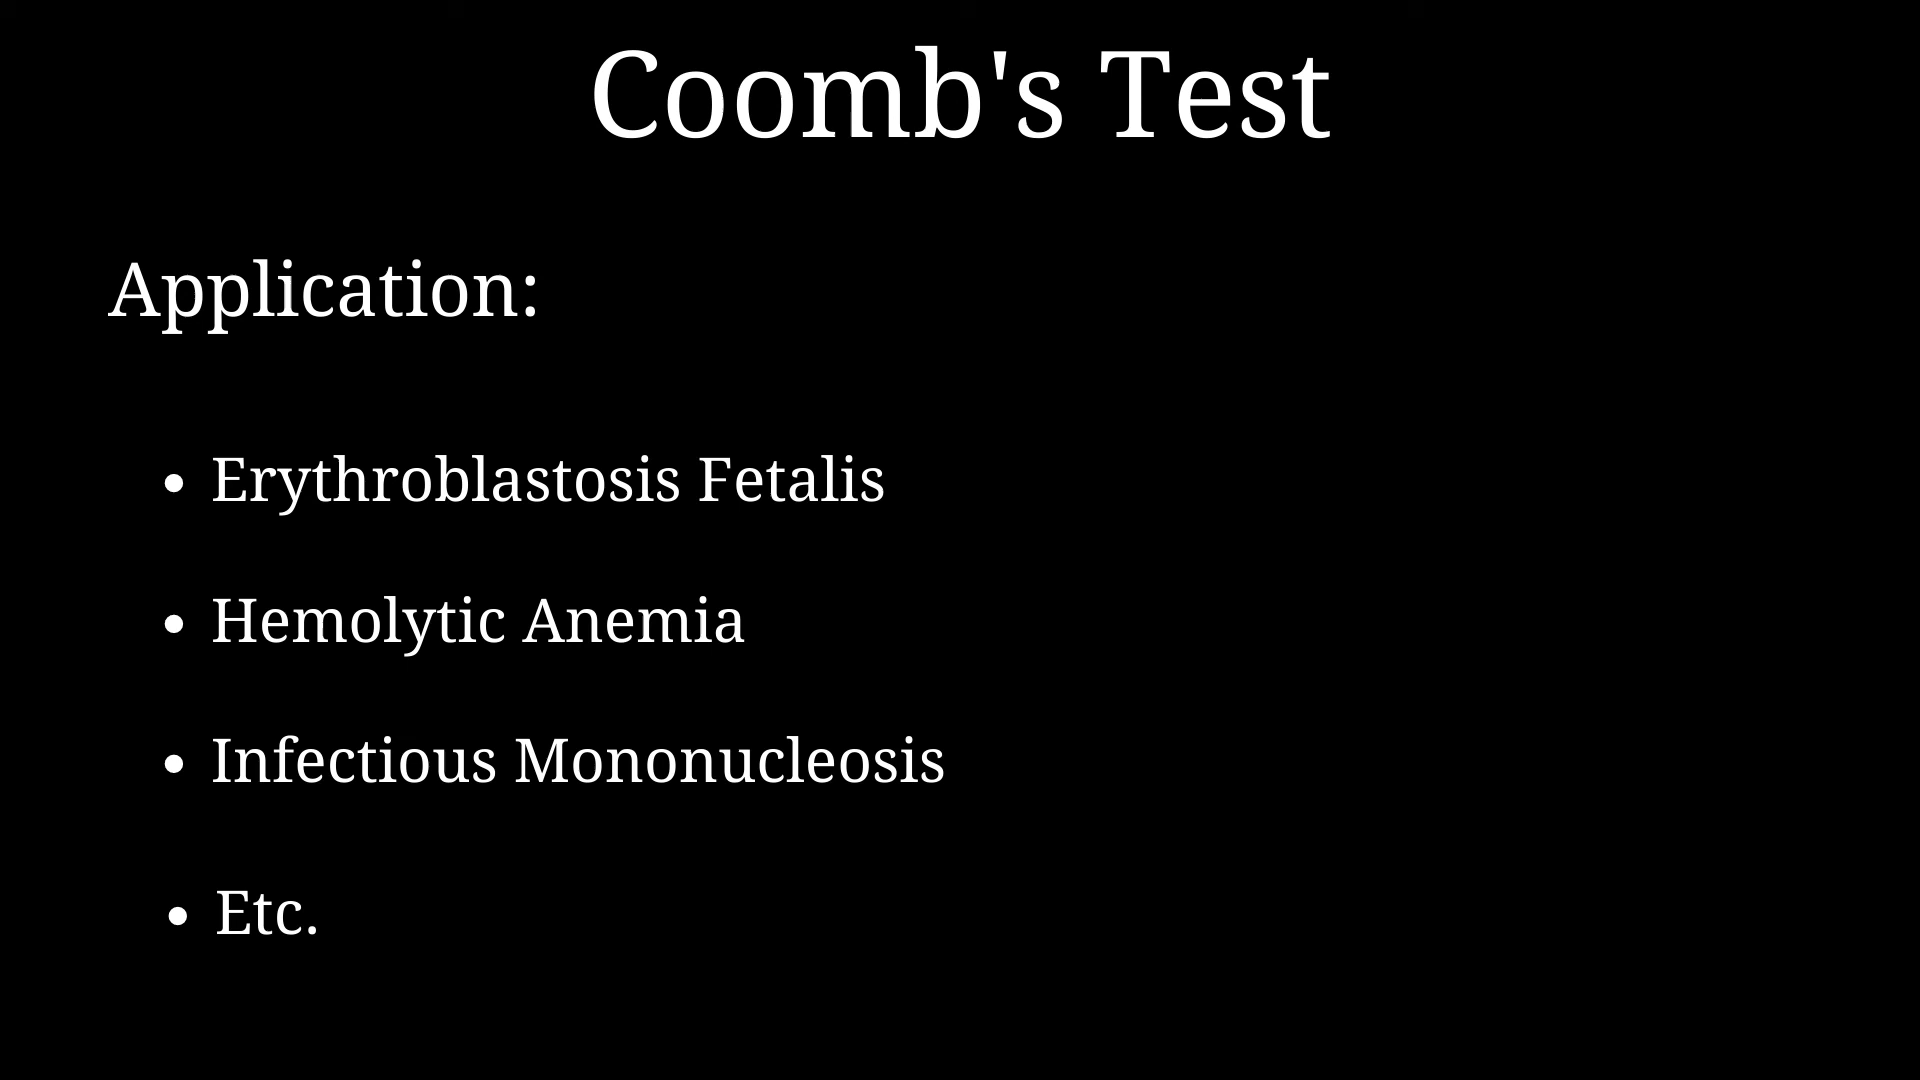 Coomb's Test
Application:
• Erythroblastosis Fetalis
• Hemolytic Anemia
• Infectious Mononucleosis
• Etc.